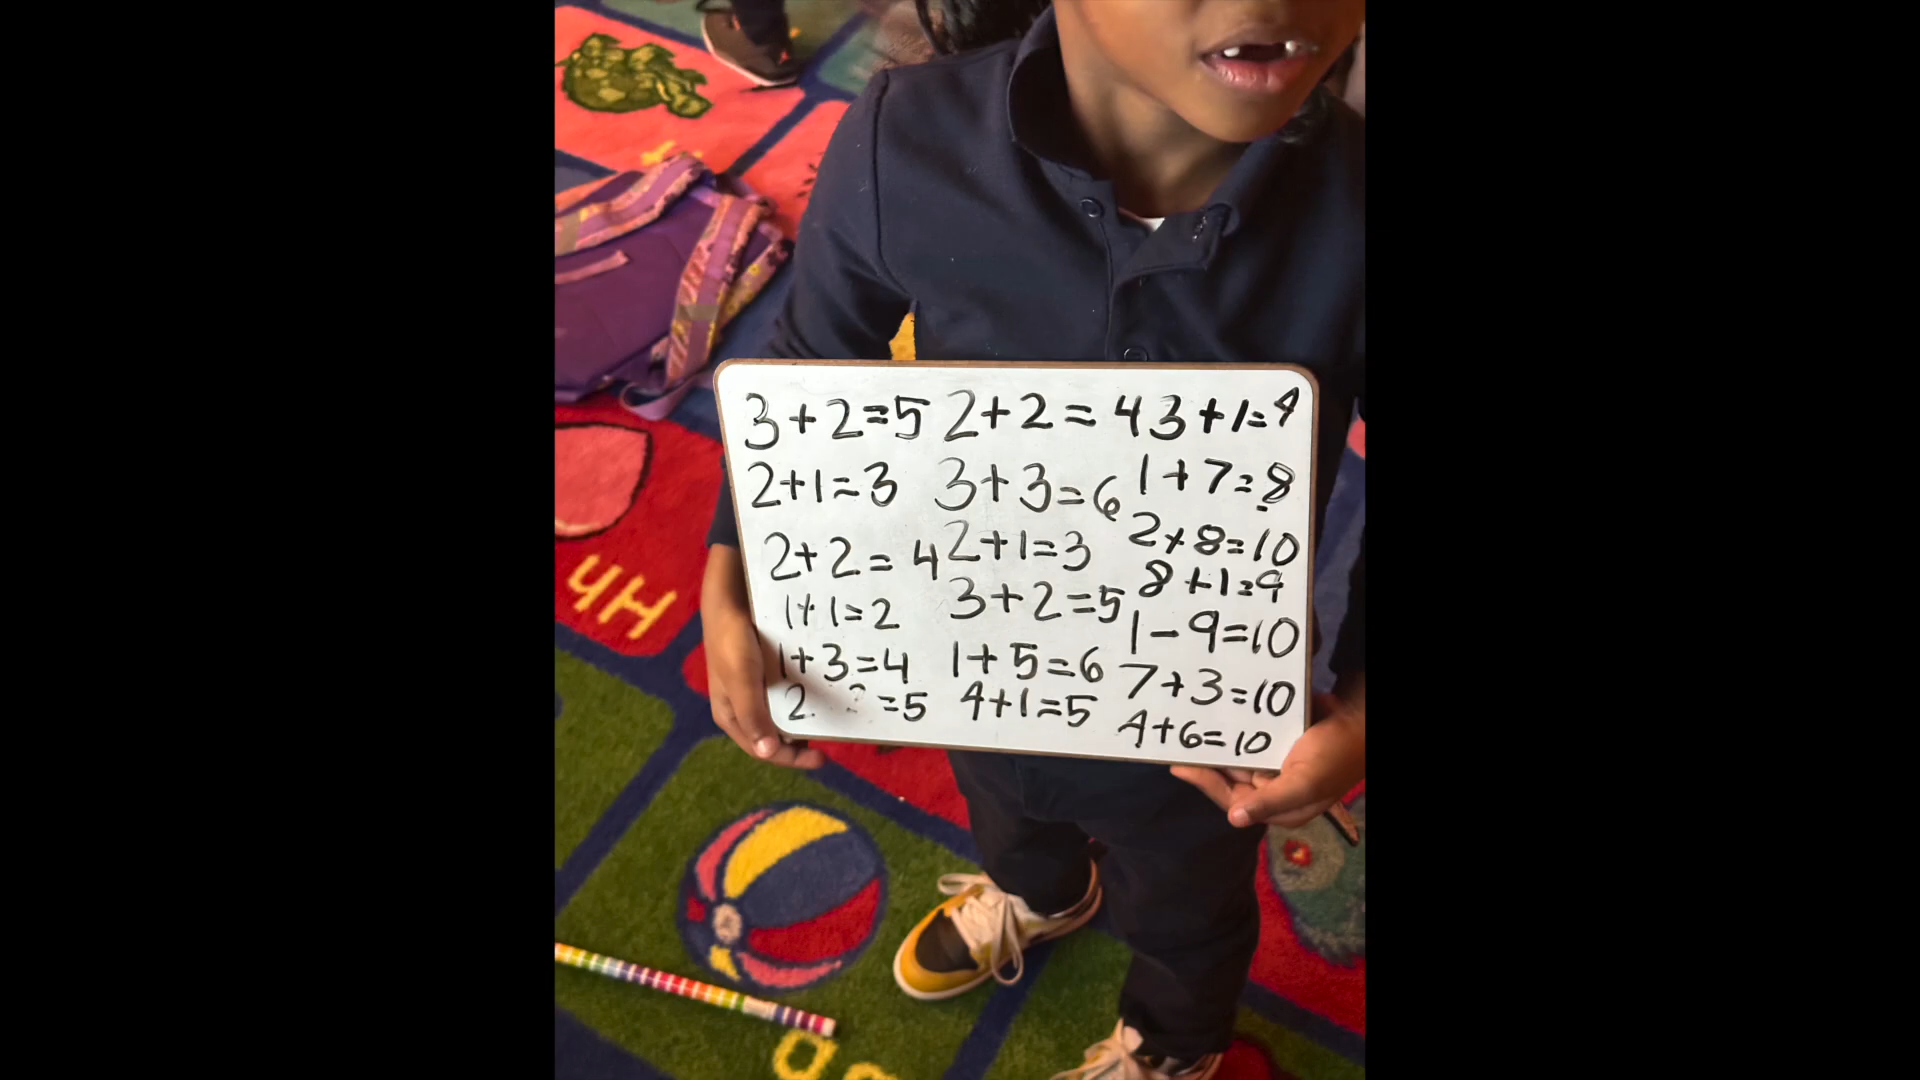 3+2=5 2+2=4 3+1=4
2+1=3 3+3=6 1+7=8
2+2=4 2+1=3 2+8=10
1+1=2 3+2=5 8+1=9
1+3=4 1+5=6 1-9=10
2 =5 4+1=5 7+3=10
4+6=10
Hh